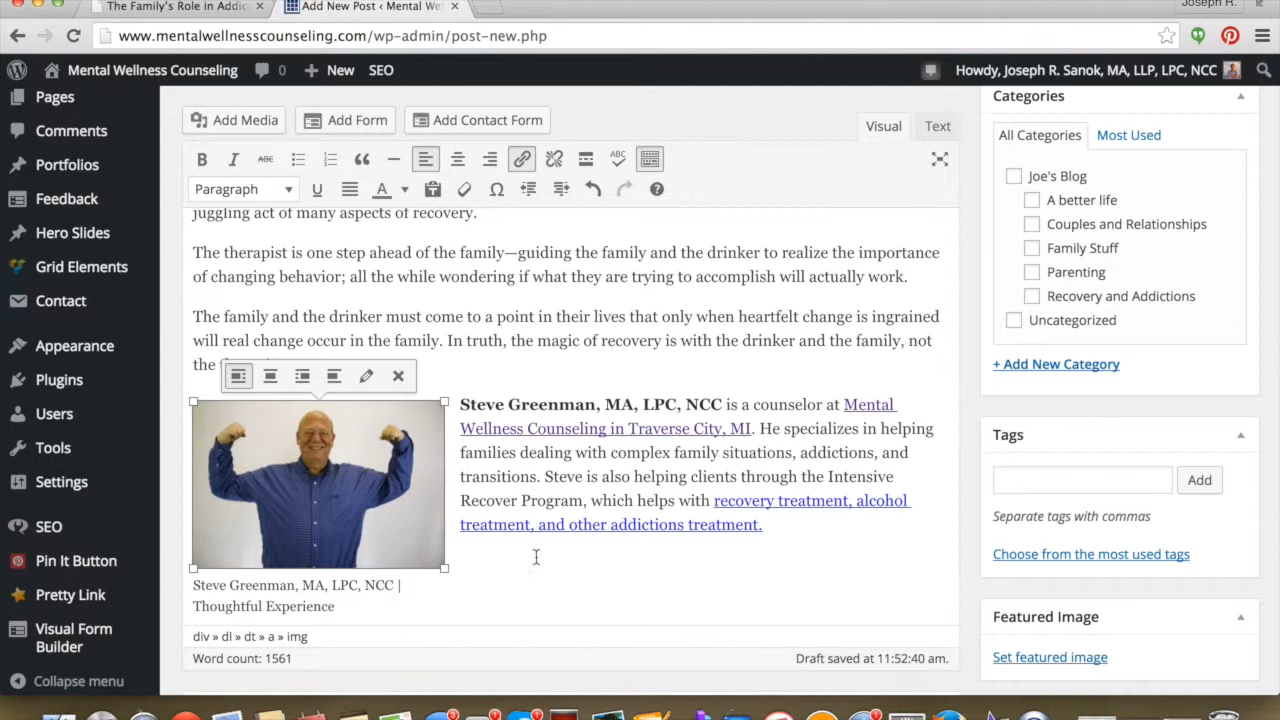 The Family's Role in Addic
Add New Post ‹ Mental We
Joseph R.
www.mentalwellnesscounseling.com/wp-admin/post-new.php
Mental Wellness Counseling
0
New
SEO
Howdy, Joseph R. Sanok, MA, LLP, LPC, NCC
Pages
Comments
Portfolios
Feedback
Hero Slides
Grid Elements
Contact
Appearance
Plugins
Users
Tools
Settings
SEO
Pin It Button
Pretty Link
Visual Form
Builder
Collapse menu
Add Media
Add Form
Add Contact Form
Visual
Text
B
I
ABC
ABC
Paragraph
U
A
juggling act of many aspects of recovery.
The therapist is one step ahead of the family—guiding the family and the drinker to realize the importance
of changing behavior; all the while wondering if what they are trying to accomplish will actually work.
The family and the drinker must come to a point in their lives that only when heartfelt change is ingrained
will real change occur in the family. In truth, the magic of recovery is with the drinker and the family, not
the
Steve Greenman, MA, LPC, NCC is a counselor at Mental
Wellness Counseling in Traverse City, MI. He specializes in helping
families dealing with complex family situations, addictions, and
transitions. Steve is also helping clients through the Intensive
Recover Program, which helps with recovery treatment, alcohol
treatment, and other addictions treatment.
Steve Greenman, MA, LPC, NCC |
Thoughtful Experience
div » dl » dt » a » img
Word count: 1561
Draft saved at 11:52:40 am.
Categories
All Categories
Most Used
Joe's Blog
A better life
Couples and Relationships
Family Stuff
Parenting
Recovery and Addictions
Uncategorized
+ Add New Category
Tags
Add
Separate tags with commas
Choose from the most used tags
Featured Image
Set featured image